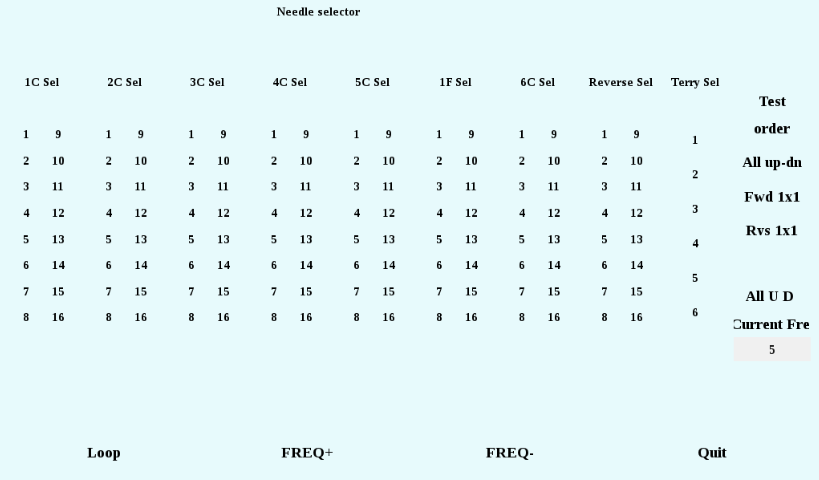 Needle selector
1C Sel 2C Sel 3C Sel 4C Sel 5C Sel 1F Sel 6C Sel Reverse Sel Terry Sel
Test
order
1 9 1 9 1 9 1 9 1 9 1 9 1 9 1 9 1
2 10 2 10 2 10 2 10 2 10 2 10 2 10 2 10 2
All up-dn
3 11 3 11 3 11 3 11 3 11 3 11 3 11 3 11 3
Fwd 1x1
4 12 4 12 4 12 4 12 4 12 4 12 4 12 4 12 4
Rvs 1x1
5 13 5 13 5 13 5 13 5 13 5 13 5 13 5 13 5
6 14 6 14 6 14 6 14 6 14 6 14 6 14 6 14 6
7 15 7 15 7 15 7 15 7 15 7 15 7 15 7 15
All U D
8 16 8 16 8 16 8 16 8 16 8 16 8 16 8 16
Current Fre
5
Loop FREQ+ FREQ- Quit